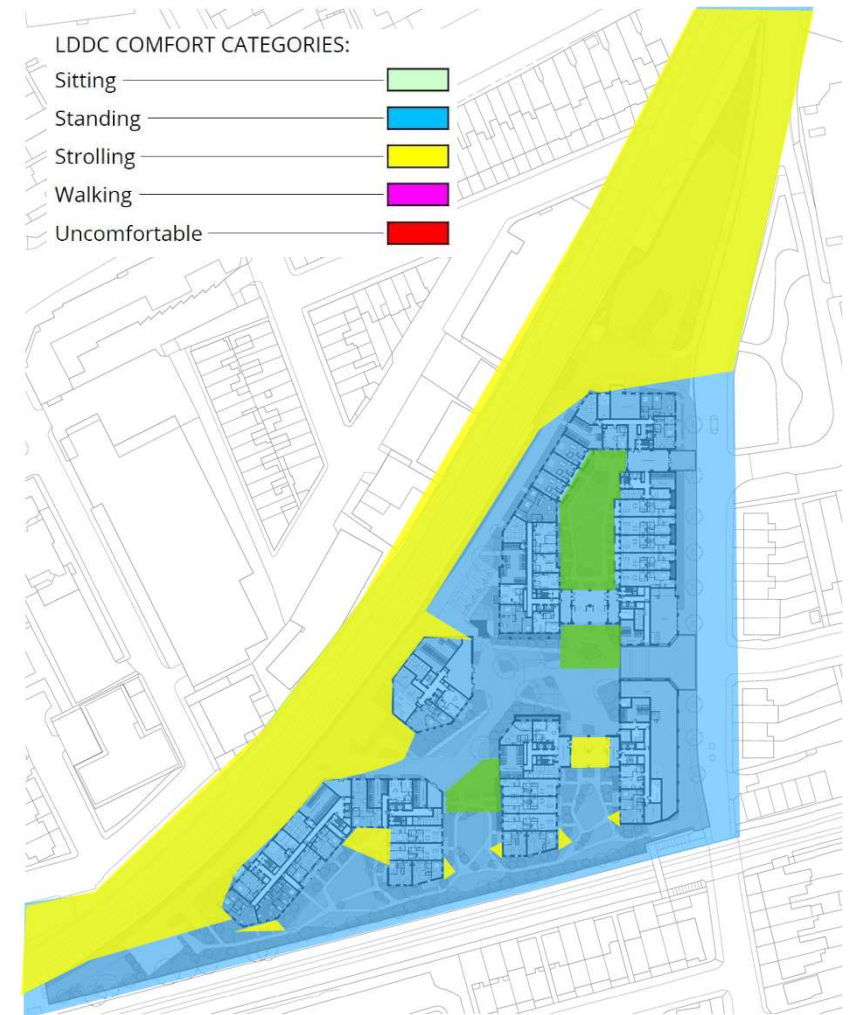 LDDC COMFORT CATEGORIES:
Sitting
Standing
Strolling
Walking
Uncomfortable